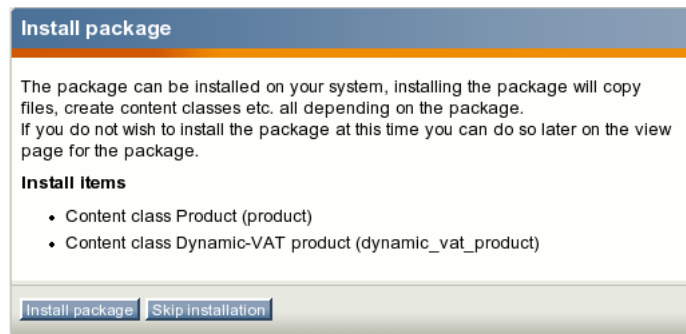 Install package
The package can be installed on your system, installing the package will copy
files, create content classes etc. all depending on the package.
If you do not wish to install the package at this time you can do so later on the view
page for the package.
Install items
• Content class Product (product)
• Content class Dynamic-VAT product (dynamic_vat_product)
Install package Skip installation